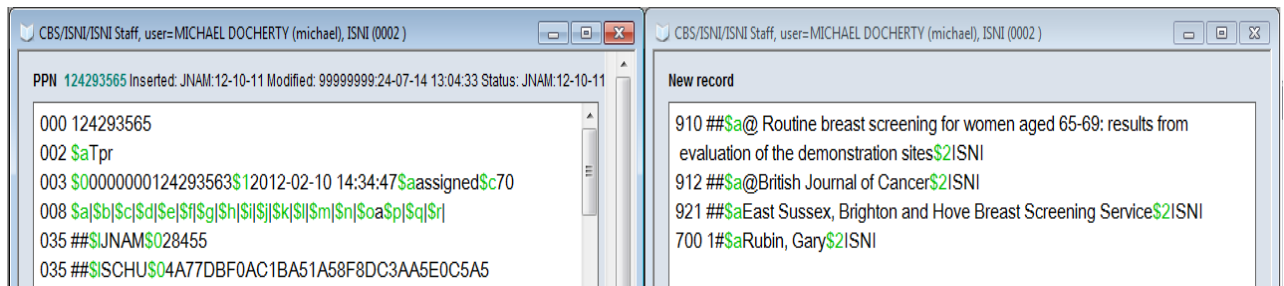 CBS/ISNI/ISNI Staff, user=MICHAEL DOCHERTY (michael), ISNI (0002 )
PPN 124293565 Inserted: JNAM:12-10-11 Modified: 99999999:24-07-14 13:04:33 Status: JNAM:12-10-11
000 124293565
002 $aTpr
003 $00000000124293563$12012-02-10 14:34:47$aassigned$c70
008 $a|$b|$c|$d|$e|$f|$g|$h|$i|$j|$k|$l|$m|$n|$oa$p|$q|$r|
035 ##$IJNAM$028455
035 ##$ISCHU$04A77DBF0AC1BA51A58F8DC3AA5E0C5A5
CBS/ISNI/ISNI Staff, user=MICHAEL DOCHERTY (michael), ISNI (0002 )
New record
910 ##$a@ Routine breast screening for women aged 65-69: results from
evaluation of the demonstration sites$2ISNI
912 ##$a@British Journal of Cancer$2ISNI
921 ##$aEast Sussex, Brighton and Hove Breast Screening Service$2ISNI
700 1#$aRubin, Gary$2ISNI